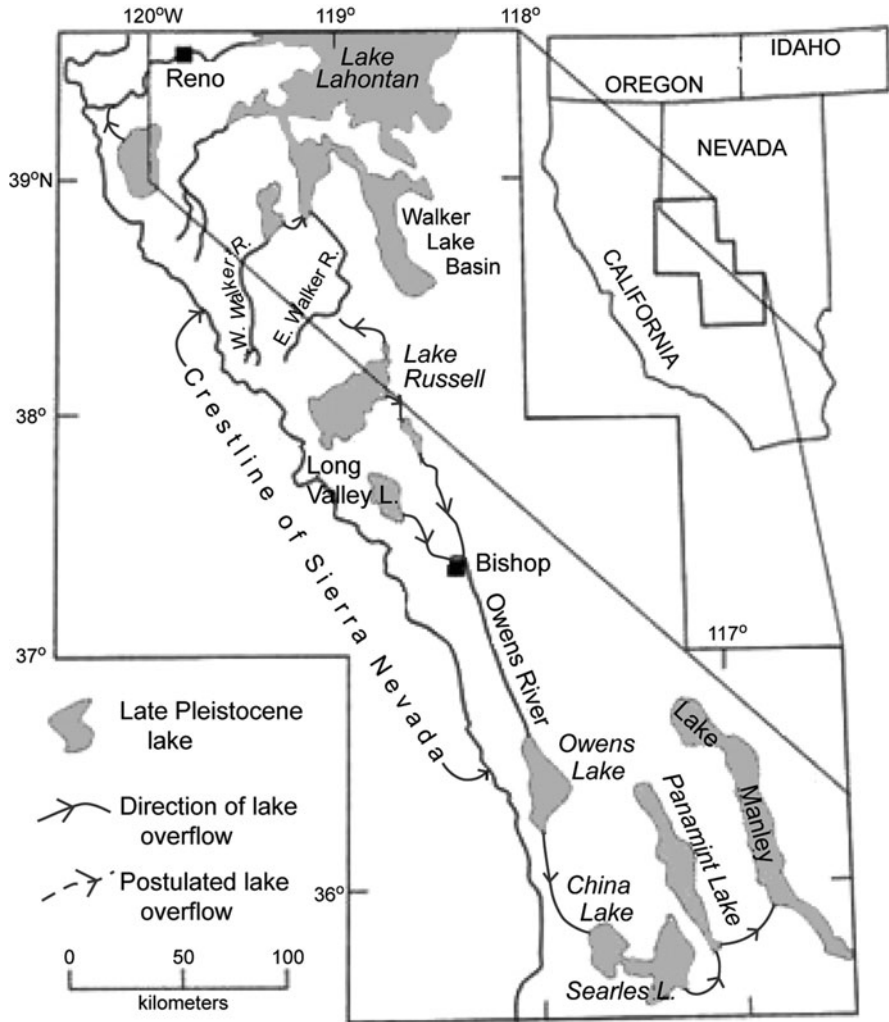 120°W
119°
118°
Lake
Lahontan
Reno
IDAHO
OREGON
NEVADA
CALIFORNIA
39°N
Walker
Lake
Basin
W. Walker R.
E. Walker R.
Lake
Russell
38°
Long
Valley L.
Bishop
Crestline of Sierra Nevada
Owens River
37°
117°
Late Pleistocene
lake
Direction of lake
overflow
Postulated lake
overflow
0 50 100
kilometers
Owens
Lake
Lake Manley
Panamint Lake
36°
China
Lake
Searles L.